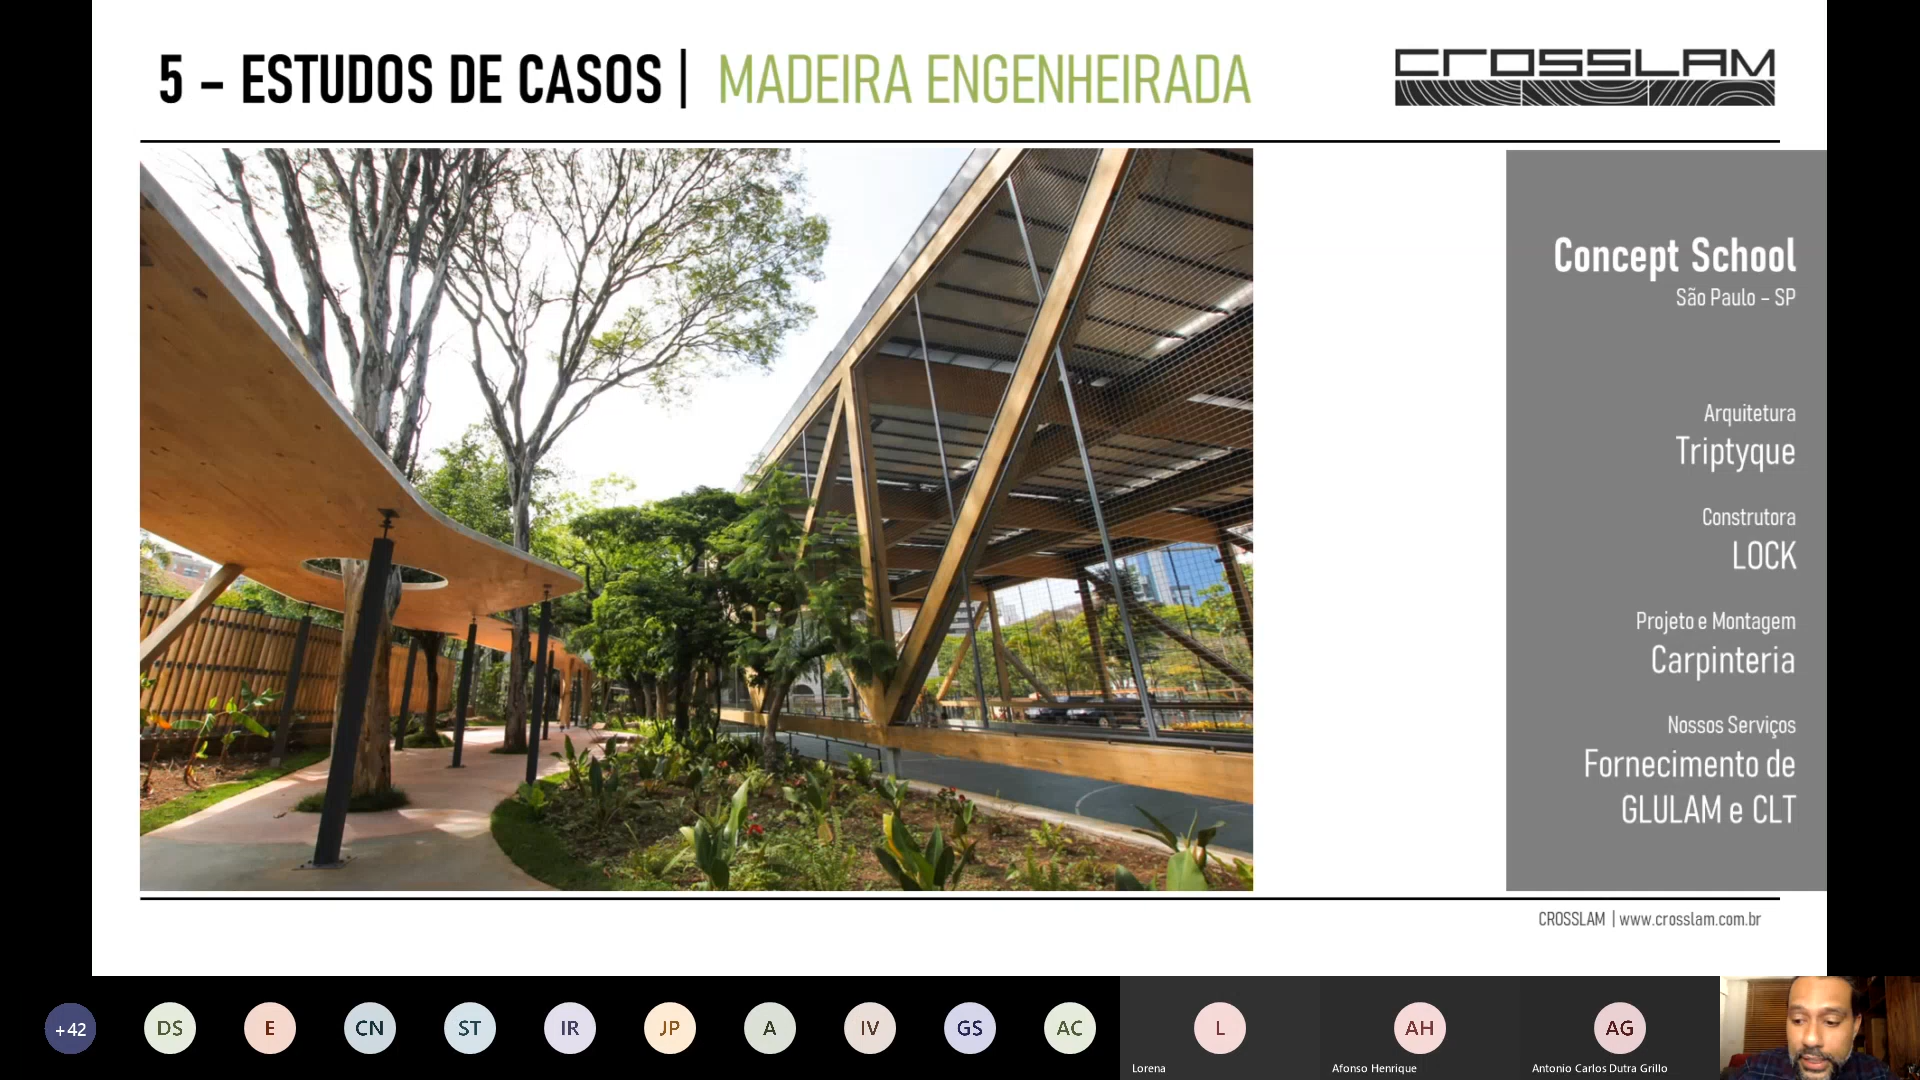 5 – ESTUDOS DE CASOS | MADEIRA ENGENHEIRADA
CROSSLAM
Concept School
São Paulo – SP
Arquitetura
Triptyque
Construtora
LOCK
Projeto e Montagem
Carpinteria
Nossos Serviços
Fornecimento de
GLULAM e CLT
CROSSLAM | www.crosslam.com.br
+42
DS
E
CN
ST
IR
JP
A
IV
GS
AC
L
AH
AG
Lorena
Afonso Henrique
Antonio Carlos Dutra Grillo